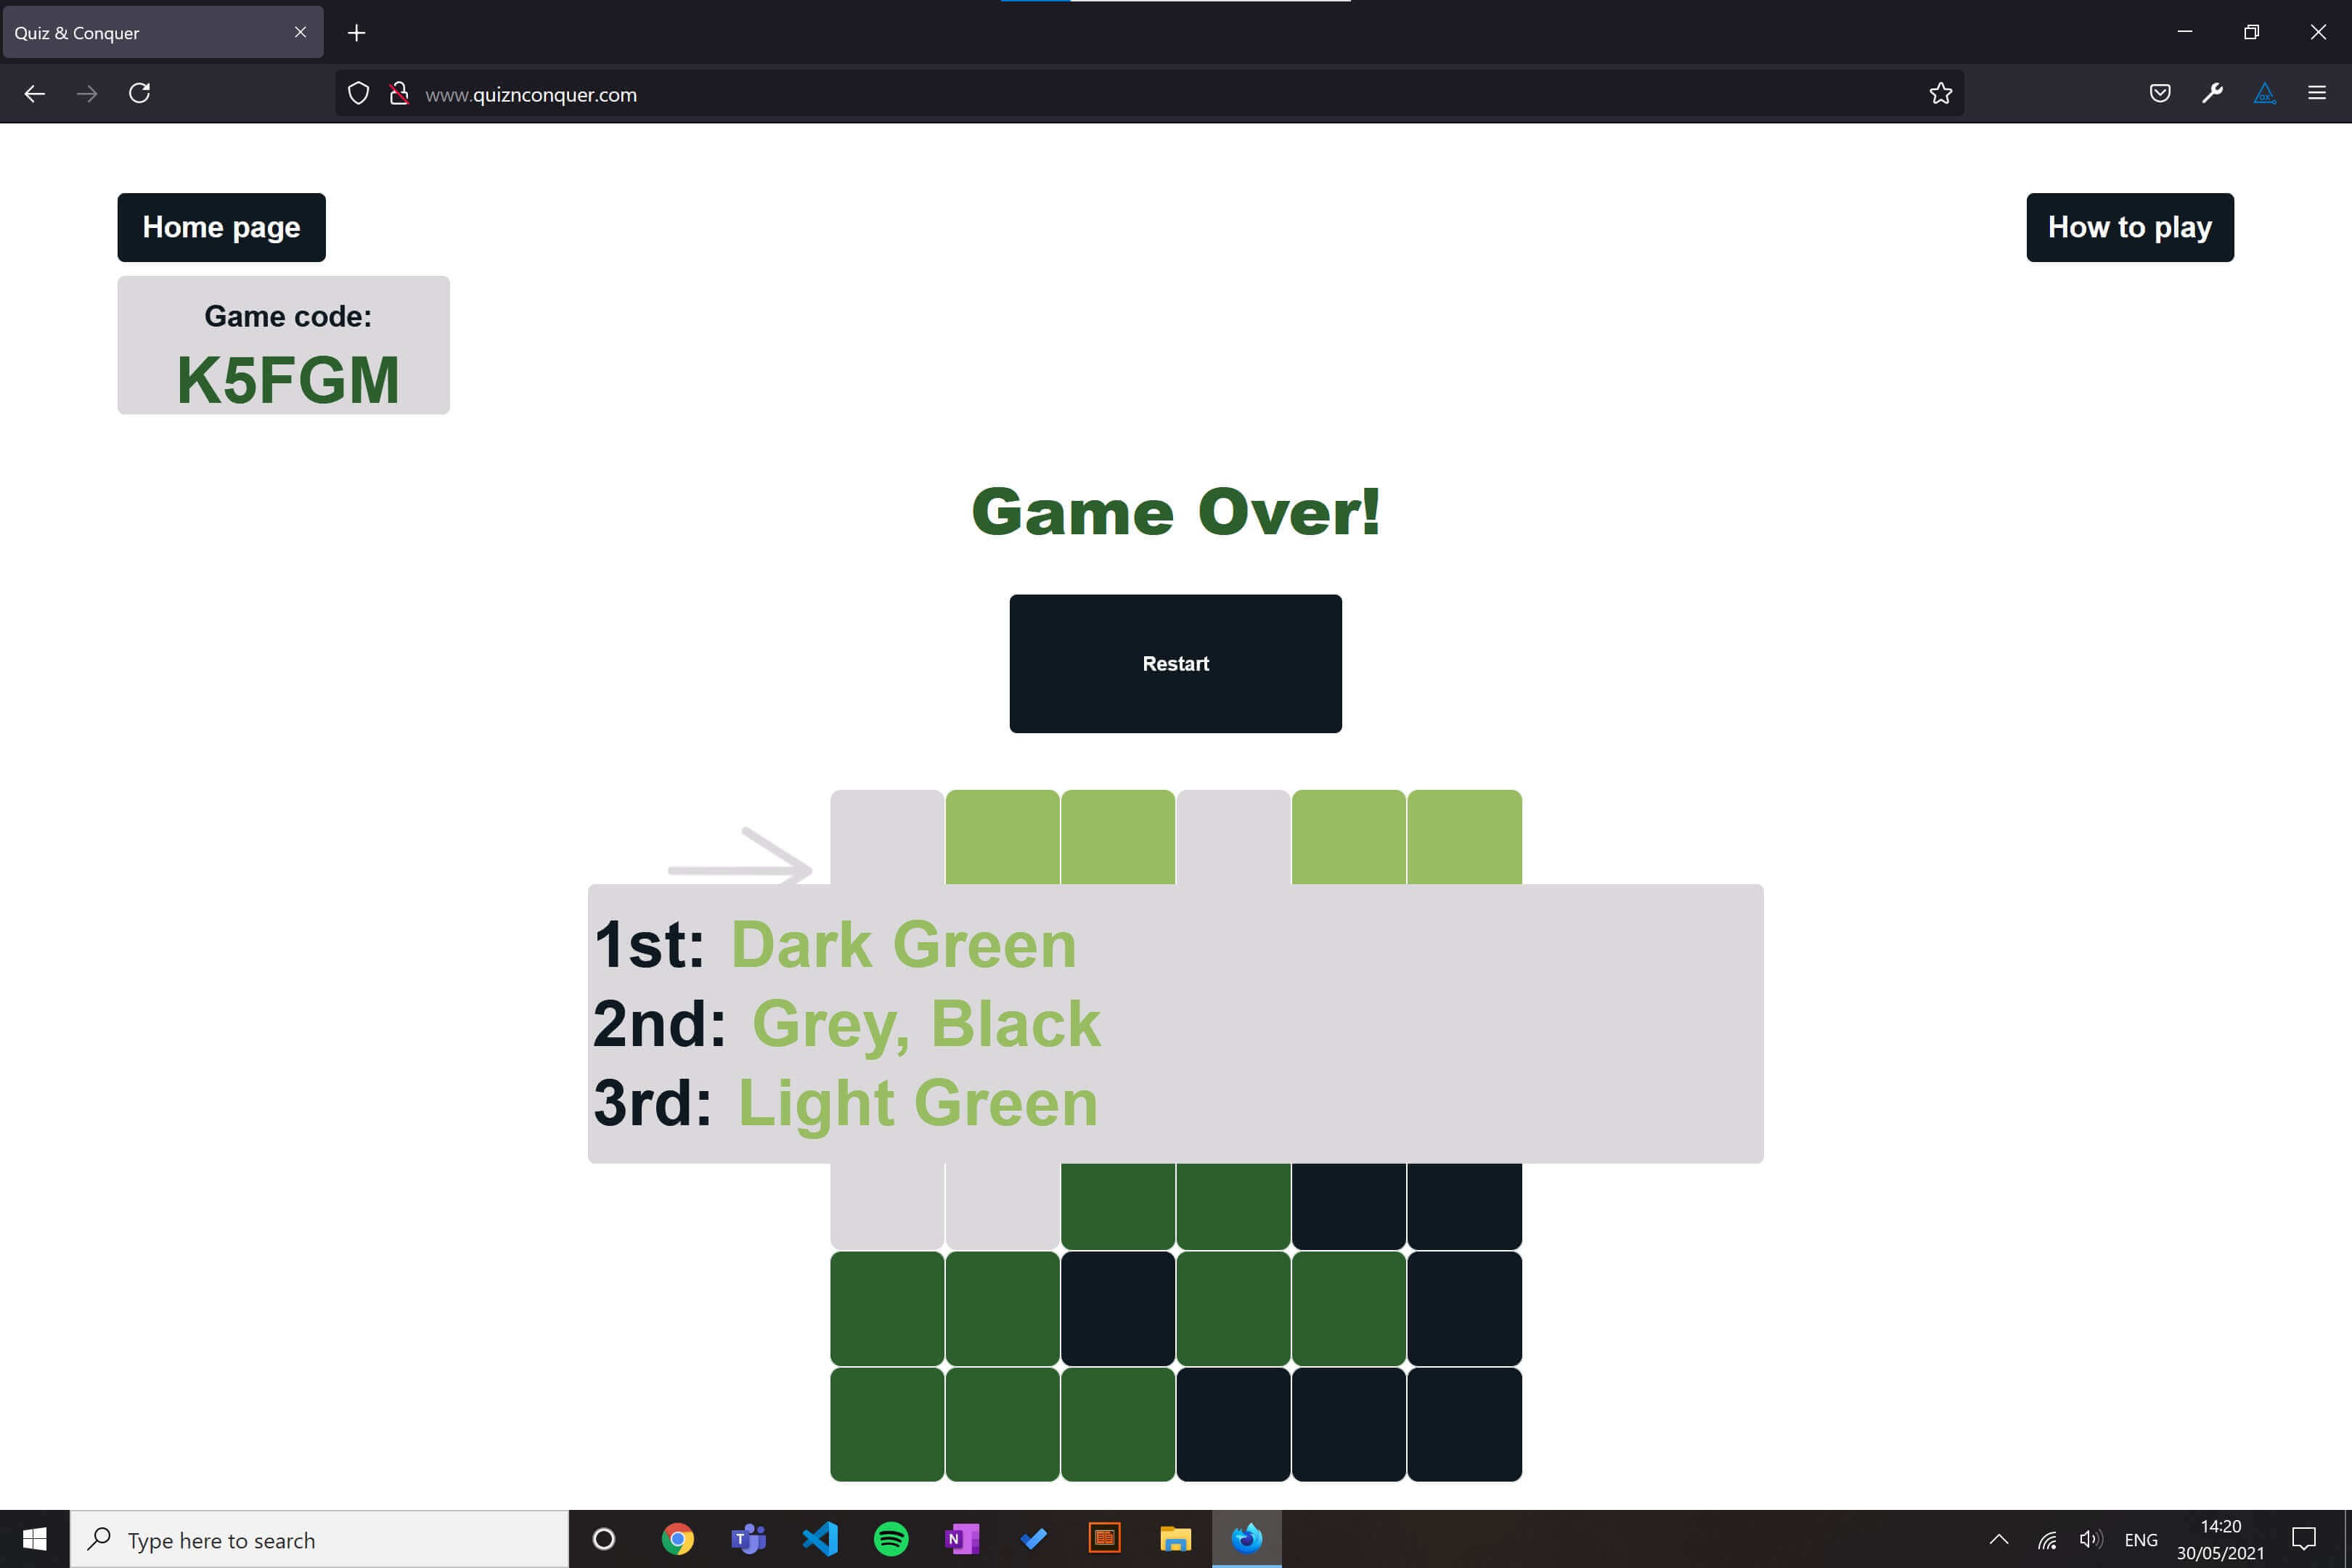 Quiz & Conquer
www.quiznconquer.com
Home page
How to play
Game code:
K5FGM
Game Over!
Restart
1st: Dark Green
2nd: Grey, Black
3rd: Light Green
Type here to search
ENG
14:20
30/05/2021